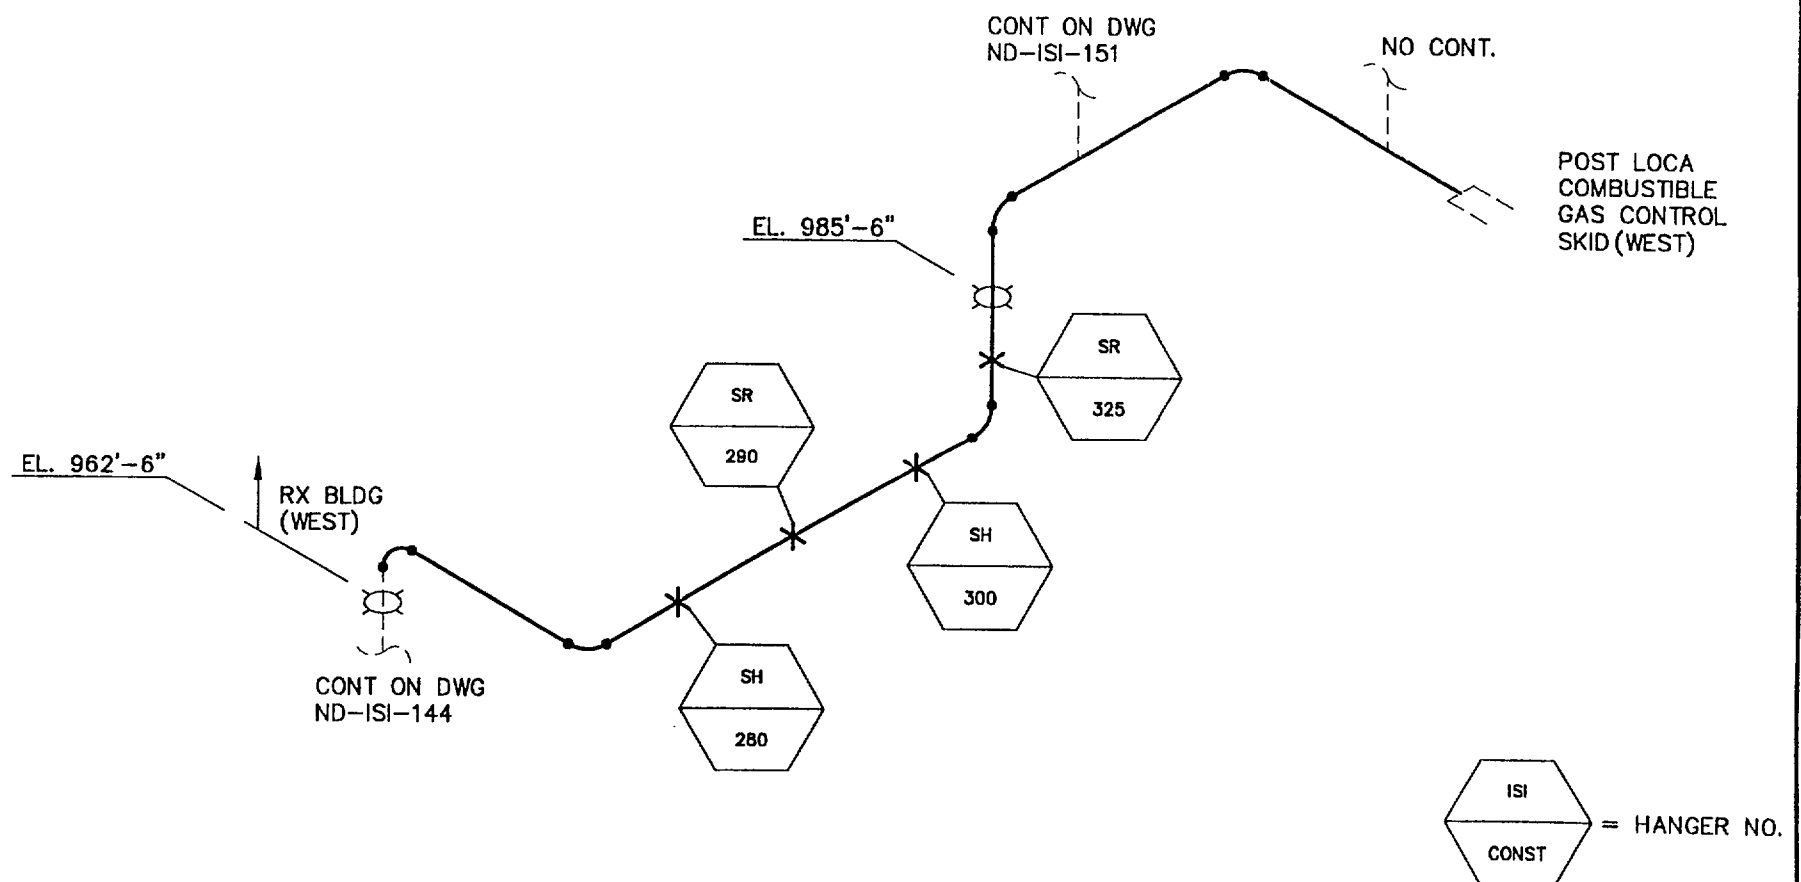 CONT ON DWG
ND-ISI-151
NO CONT.
POST LOCA
COMBUSTIBLE
GAS CONTROL
SKID (WEST)
EL. 985'-6"
SR
325
SR
290
EL. 962'-6"
RX BLDG
(WEST)
SH
300
CONT ON DWG
ND-ISI-144
SH
280
ISI
CONST
= HANGER NO.